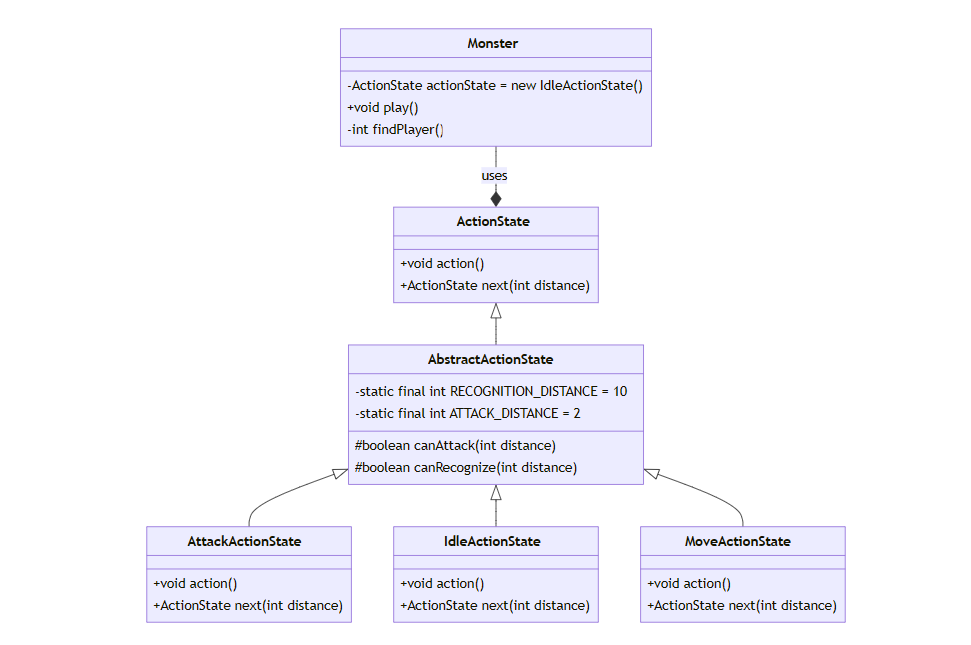 Monster
-ActionState actionState = new IdleActionState()
+void play()
-int findPlayer()
uses
ActionState
+void action()
+ActionState next(int distance)
AbstractActionState
-static final int RECOGNITION_DISTANCE = 10
-static final int ATTACK_DISTANCE = 2
#boolean canAttack(int distance)
#boolean canRecognize(int distance)
AttackActionState
+void action()
+ActionState next(int distance)
IdleActionState
+void action()
+ActionState next(int distance)
MoveActionState
+void action()
+ActionState next(int distance)